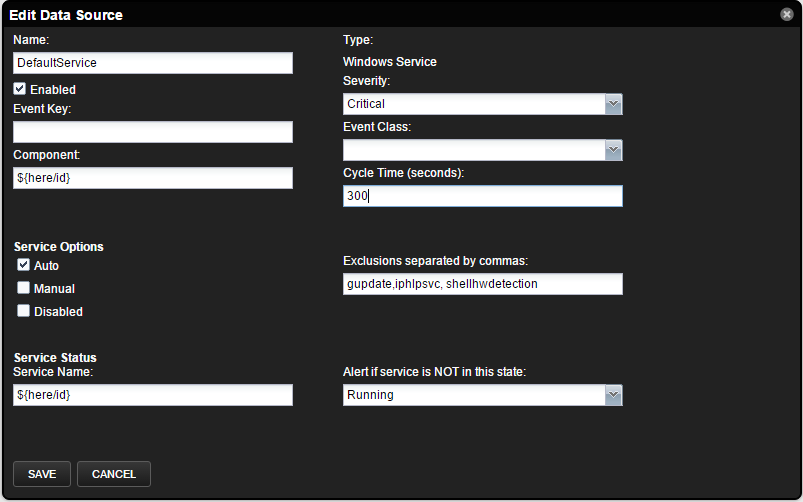 Edit Data Source
Name:
DefaultService
Enabled
Event Key:
Component:
${here/id}
Type:
Windows Service
Severity:
Critical
Event Class:
Cycle Time (seconds):
300
Service Options
Auto
Manual
Disabled
Exclusions separated by commas:
gupdate,iphlpsvc, shellhwdetection
Service Status
Service Name:
${here/id}
Alert if service is NOT in this state:
Running
SAVE
CANCEL